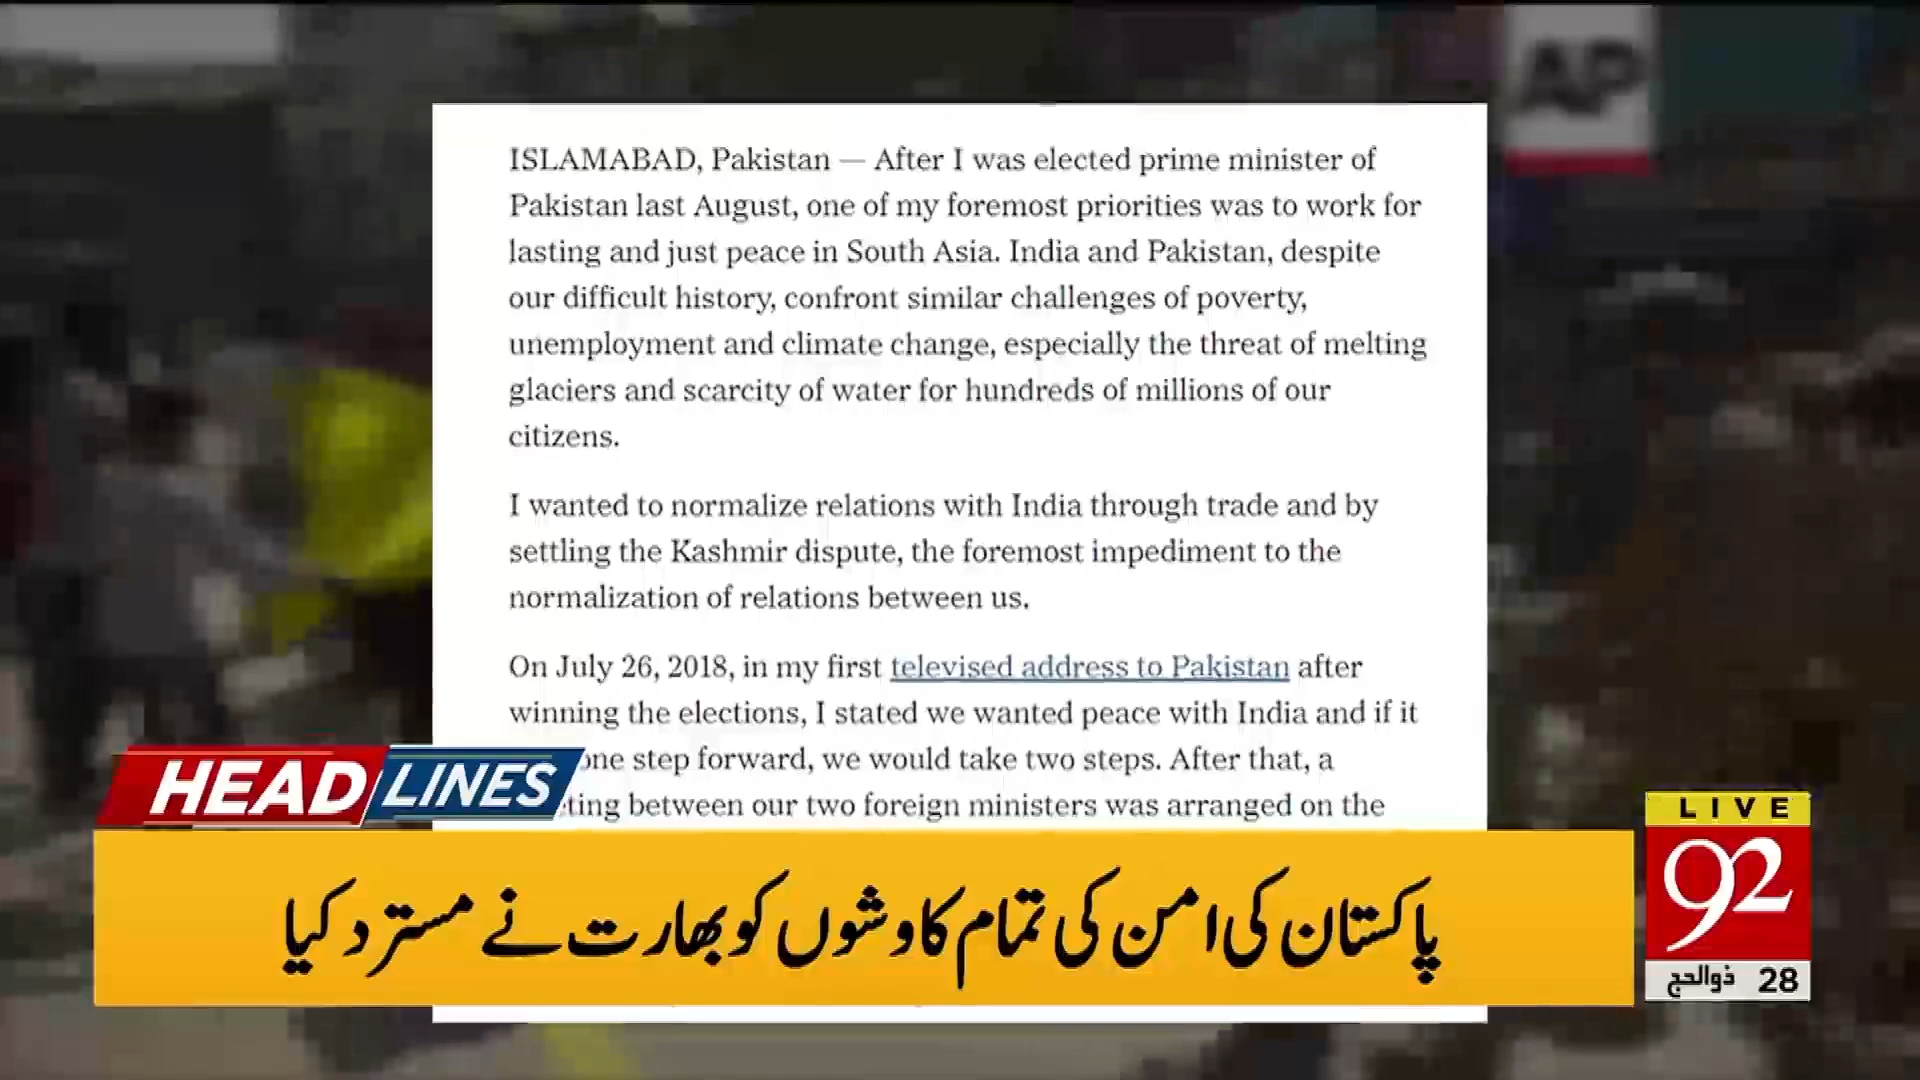 AP
ISLAMABAD, Pakistan — After I was elected prime minister of
Pakistan last August, one of my foremost priorities was to work for
lasting and just peace in South Asia. India and Pakistan, despite
our difficult history, confront similar challenges of poverty,
unemployment and climate change, especially the threat of melting
glaciers and scarcity of water for hundreds of millions of our
citizens.
I wanted to normalize relations with India through trade and by
settling the Kashmir dispute, the foremost impediment to the
normalization of relations between us.
On July 26, 2018, in my first televised address to Pakistan after
winning the elections, I stated we wanted peace with India and if it
one step forward, we would take two steps. After that, a
ting between our two foreign ministers was arranged on the
HEADLINES
پاکستان کی امن کی تمام کاوشوں کو بھارت نے مسترد کیا
LIVE
92
28 ذوالحج